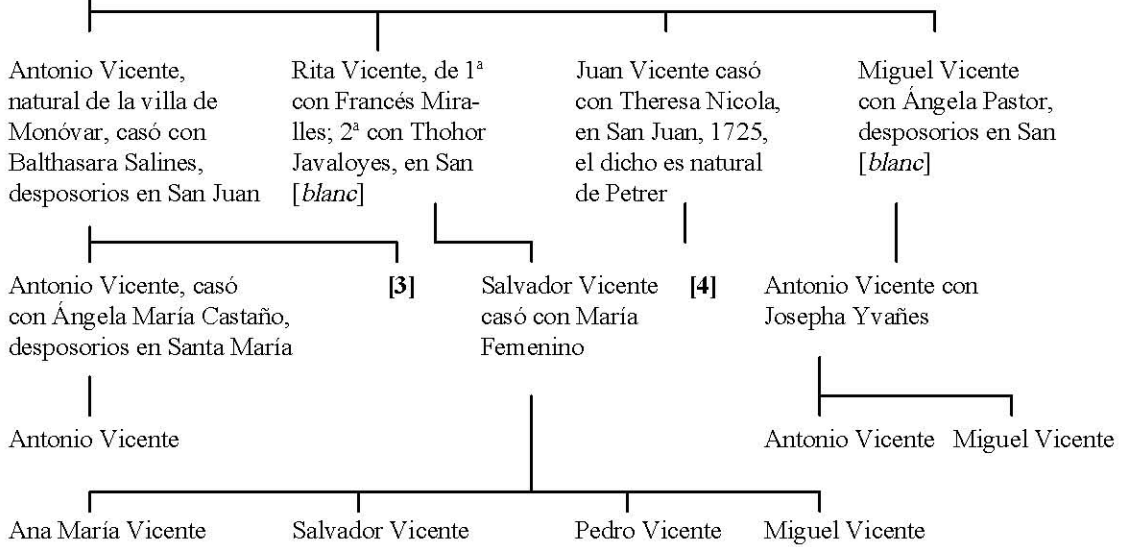 Antonio Vicente,
natural de la villa de
Monóvar, casó con
Balthasara Salines,
desposorios en San Juan
Rita Vicente, de 1ª
con Francés Mira-
lles; 2ª con Thohor
Javaloyes, en San
[blanc]
Juan Vicente casó
con Theresa Nicola,
en San Juan, 1725,
el dicho es natural
de Petrer
Miguel Vicente
con Ángela Pastor,
desposorios en San
[blanc]
Antonio Vicente, casó
con Ángela María Castaño,
desposorios en Santa María
[3]
Salvador Vicente
casó con María
Femenino
[4]
Antonio Vicente con
Josepha Yvañes
Antonio Vicente
Antonio Vicente
Miguel Vicente
Ana María Vicente
Salvador Vicente
Pedro Vicente
Miguel Vicente